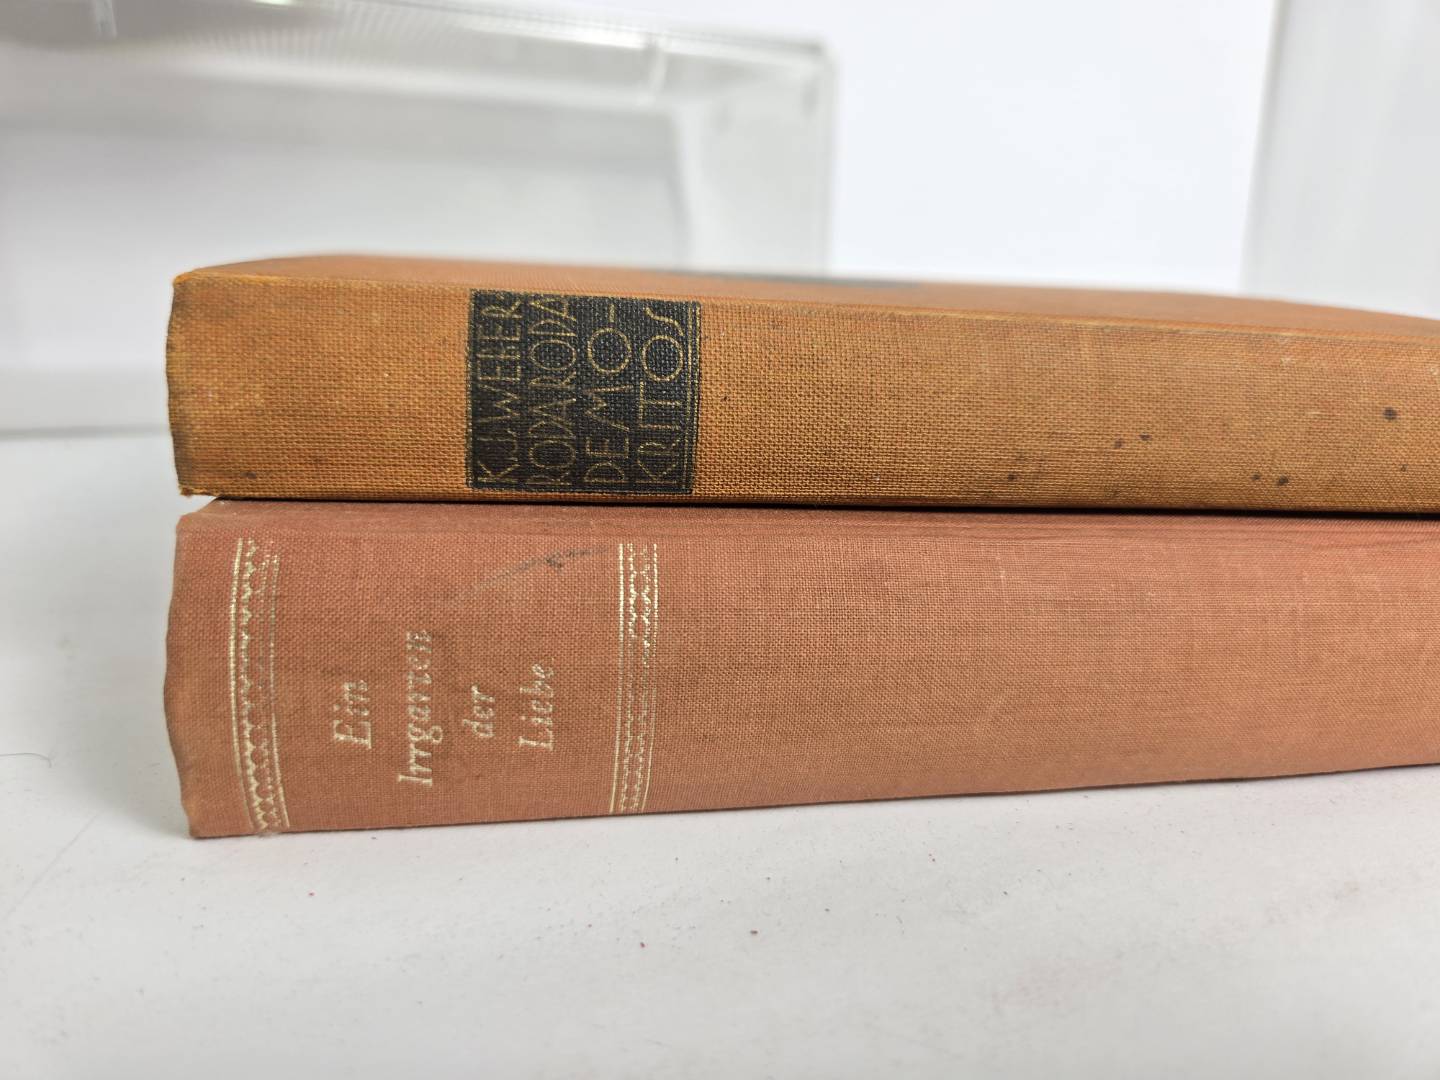 K.J.WEBER
RODA RODA
DEMO-
KRITOS
Ein
Irrgarten
der
Liebe